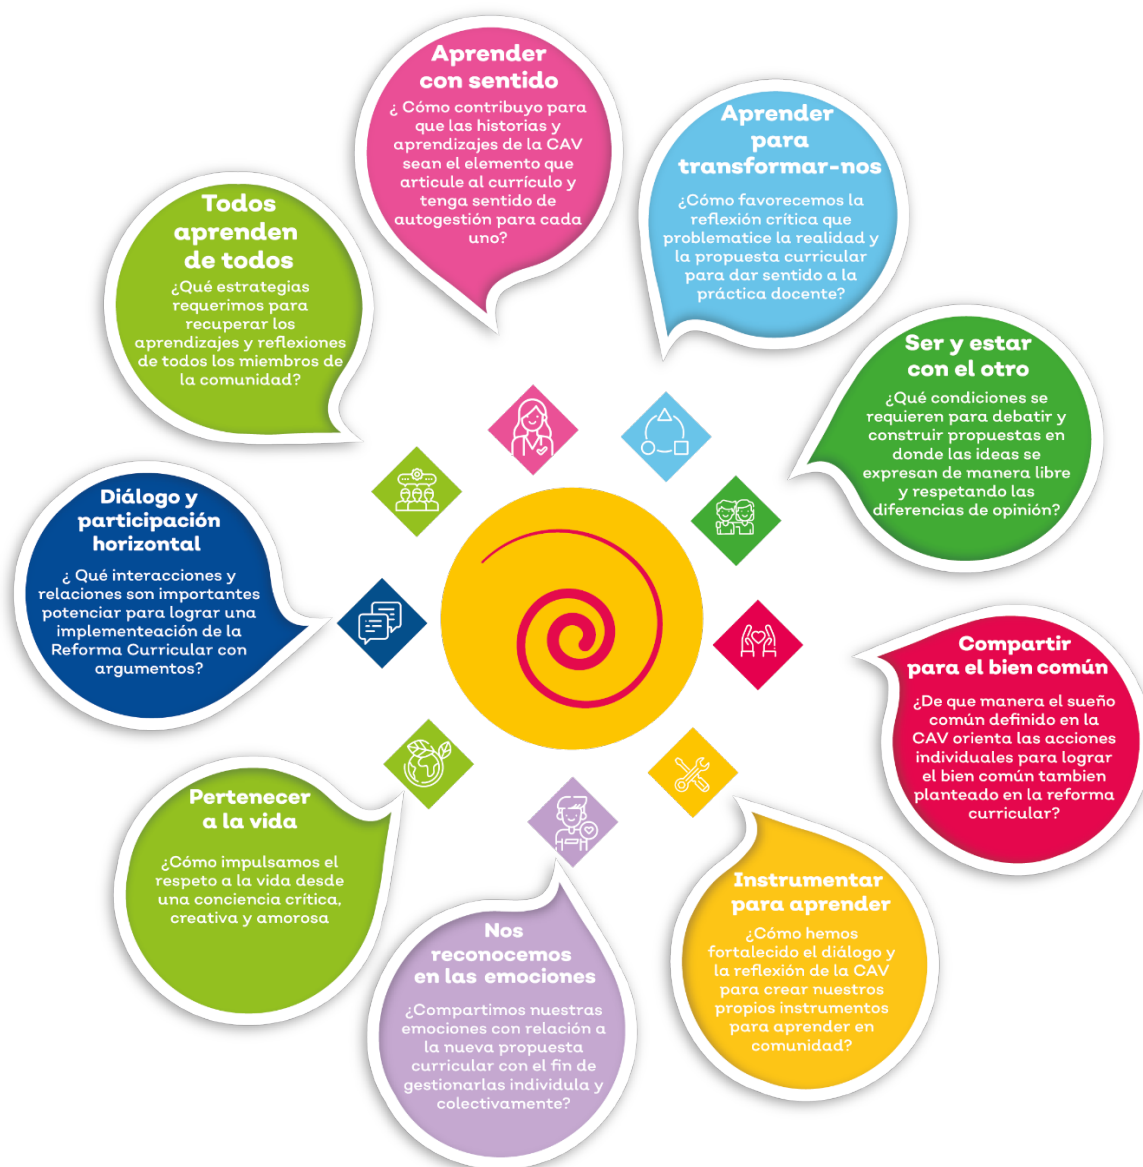 Aprender
con sentido
¿ Cómo contribuyo para
que las historias y
aprendizajes de la CAV
sean el elemento que
articule al currículo y
tenga sentido de
autogestión para cada
uno?
Aprender
para
transformar-nos
¿Cómo favorecemos la
reflexión crítica que
problematice la realidad y
la propuesta curricular
para dar sentido a la
práctica docente?
Ser y estar
con el otro
¿Qué condiciones se
requieren para debatir y
construir propuestas en
donde las ideas se
expresan de manera libre
y respetando las
diferencias de opinión?
Compartir
para el bien común
¿De que manera el sueño
común definido en la
CAV orienta las acciones
individuales para lograr
el bien común tambien
planteado en la reforma
curricular?
Instrumentar
para aprender
¿Cómo hemos
fortalecido el diálogo y
la reflexión de la CAV
para crear nuestros
propios instrumentos
para aprender en
comunidad?
Nos
reconocemos
en las emociones
¿Compartimos nuestras
emociones con relación a
la nueva propuesta
curricular con el fin de
gestionarlas individula y
colectivamente?
Pertenecer
a la vida
¿Cómo impulsamos el
respeto a la vida desde
una conciencia crítica,
creativa y amorosa
Diálogo y
participación
horizontal
¿ Qué interacciones y
relaciones son importantes
potenciar para lograr una
implementeación de la
Reforma Curricular con
argumentos?
Todos
aprenden
de todos
¿Qué estrategias
requerimos para
recuperar los
aprendizajes y reflexiones
de todos los miembros de
la comunidad?